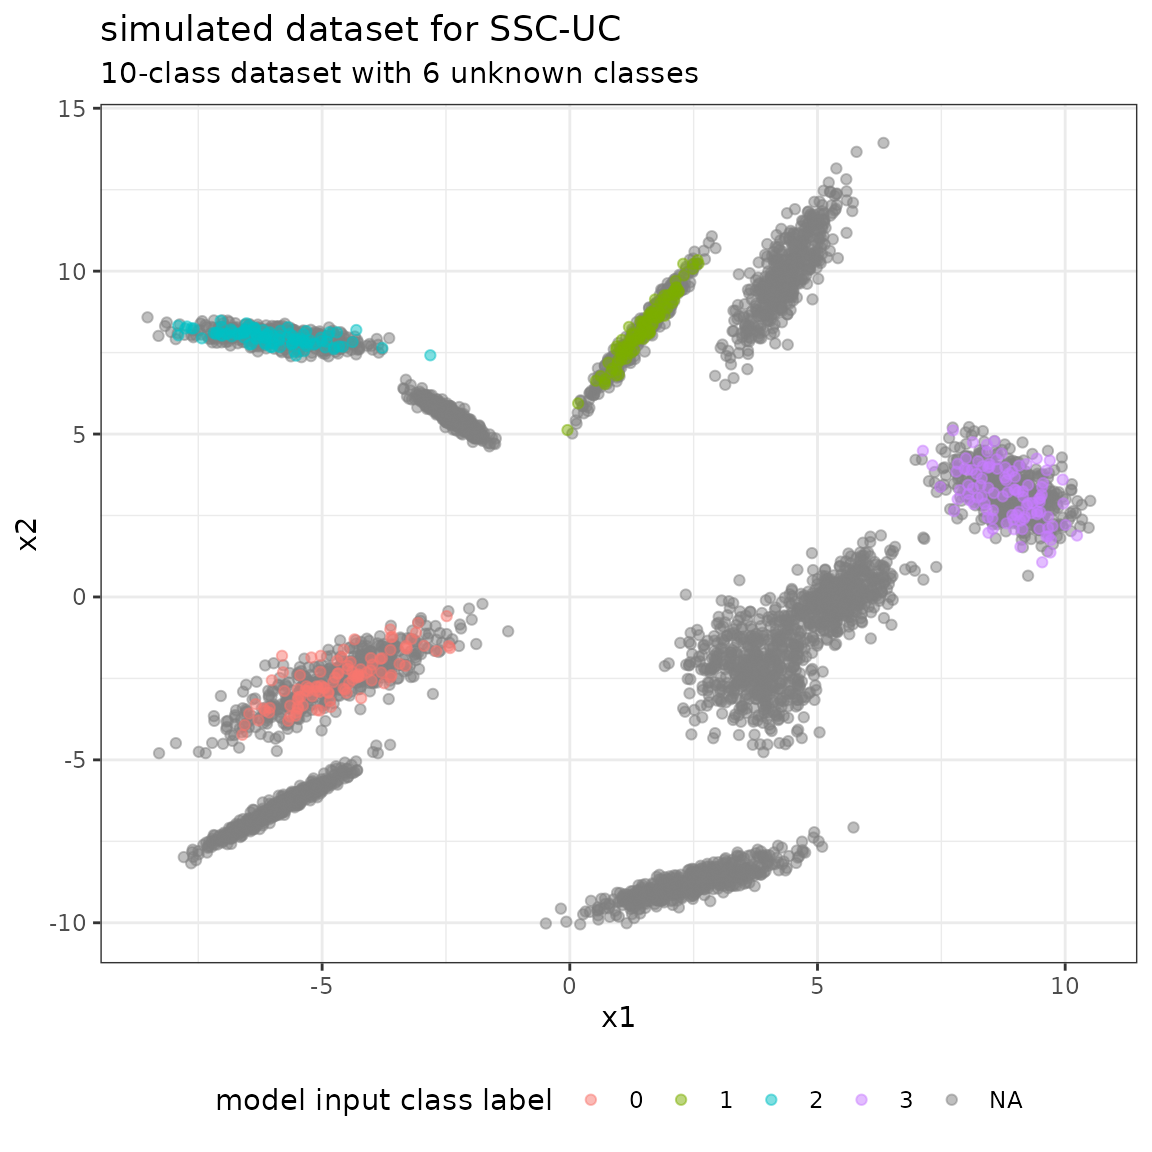 simulated dataset for SSC-UC
10-class dataset with 6 unknown classes
15
10
5
0
-5
-10
x2
-5 0 5 10
x1
model input class label 0 1 2 3 NA